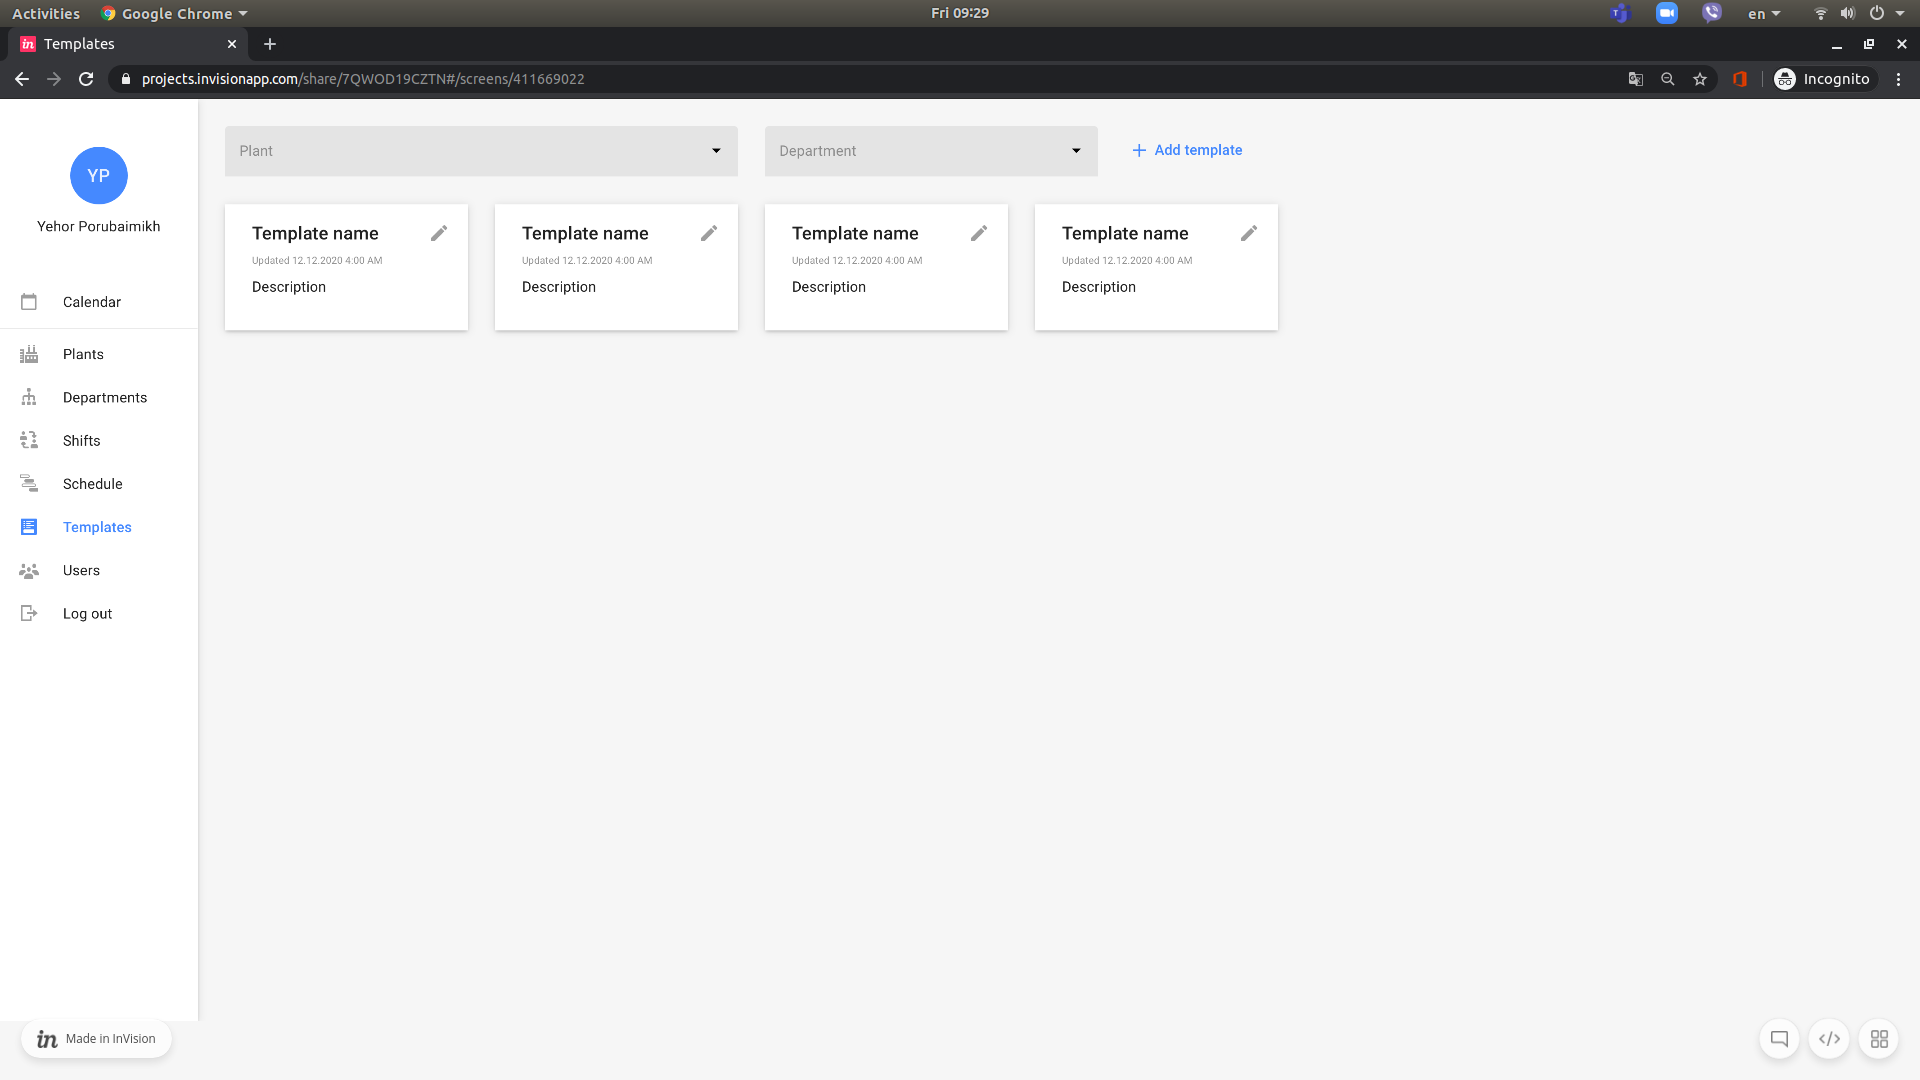 Activities Google Chrome Fri 09:29 en
in Templates
projects.invisionapp.com/share/7QWOD19CZTN#/screens/411669022 Incognito
YP
Yehor Porubaimikh
Calendar
Plants
Departments
Shifts
Schedule
Templates
Users
Log out
Plant Department Add template
Template name Template name Template name Template name
Updated 12.12.2020 4:00 AM Updated 12.12.2020 4:00 AM Updated 12.12.2020 4:00 AM Updated 12.12.2020 4:00 AM
Description Description Description Description
in Made in InVision